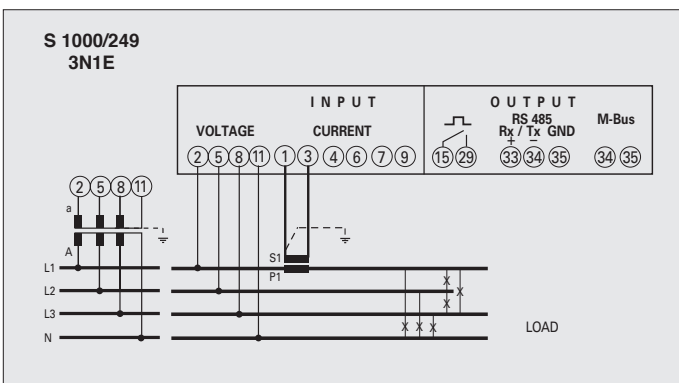 S 1000/249
3N1E
I N P U T
O U T P U T
VOLTAGE
CURRENT
RS 485
Rx / Tx GND
+ −
M-Bus
2 5 8 11 1 3 4 6 7 9
15 29 33 34 35 34 35
2 5 8 11
a
A
S1
P1
L1
L2
L3
N
X
X X
X
X X X
LOAD